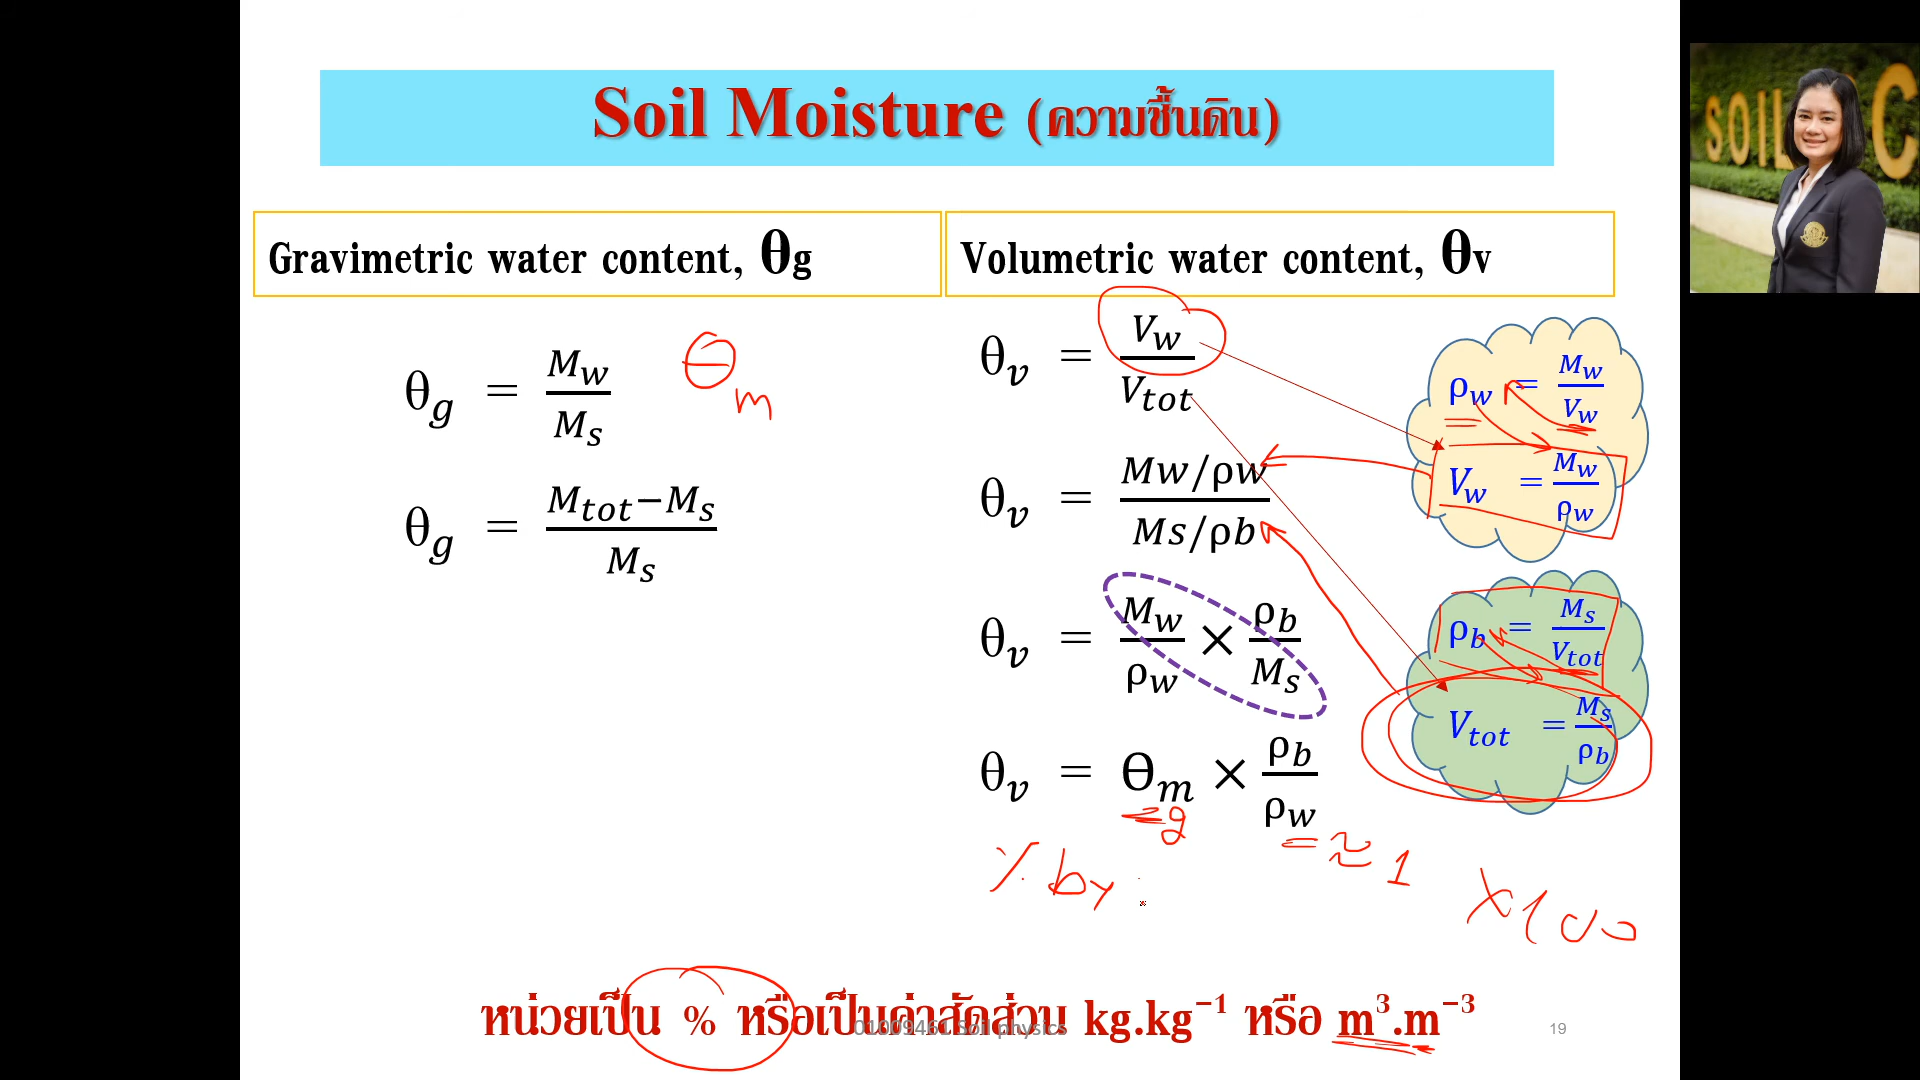 Soil Moisture (ความชื้นดิน)
SOIL C
Gravimetric water content, θg
Volumetric water content, θv
θg = Mw/Ms
θm
θg = (Mtot−Ms)/Ms
θv = Vw/Vtot
θv = (Mw/ρw)/(Ms/ρb)
θv = Mw/ρw × ρb/Ms
θv = Θm × ρb/ρw
g
≈ 1
% by :
×100
ρw = Mw/Vw
Vw = Mw/ρw
ρb = Ms/Vtot
Vtot = Ms/ρb
หน่วยเป็น % หรือเป็นค่าสัดส่วน kg.kg⁻¹ หรือ m³.m⁻³
01009461 Soil physics
19